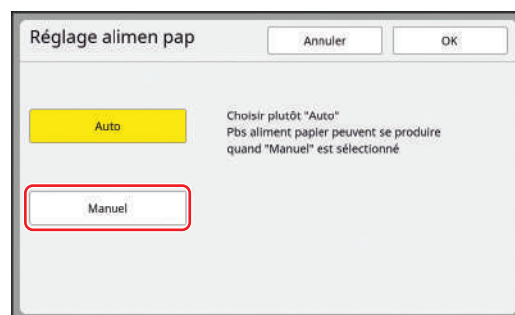 Réglage alimen pap
Annuler
OK
Auto
Choisir plutôt "Auto"
Pbs aliment papier peuvent se produire
quand "Manuel" est sélectionné
Manuel